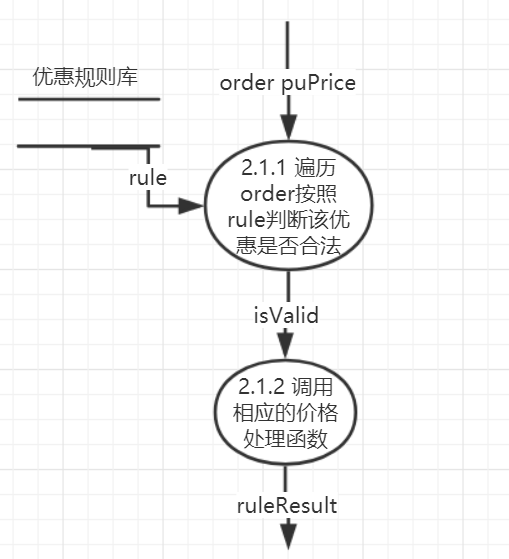 order puPrice
优惠规则库
rule
2.1.1 遍历
order按照
rule判断该优
惠是否合法
isValid
2.1.2 调用
相应的价格
处理函数
ruleResult